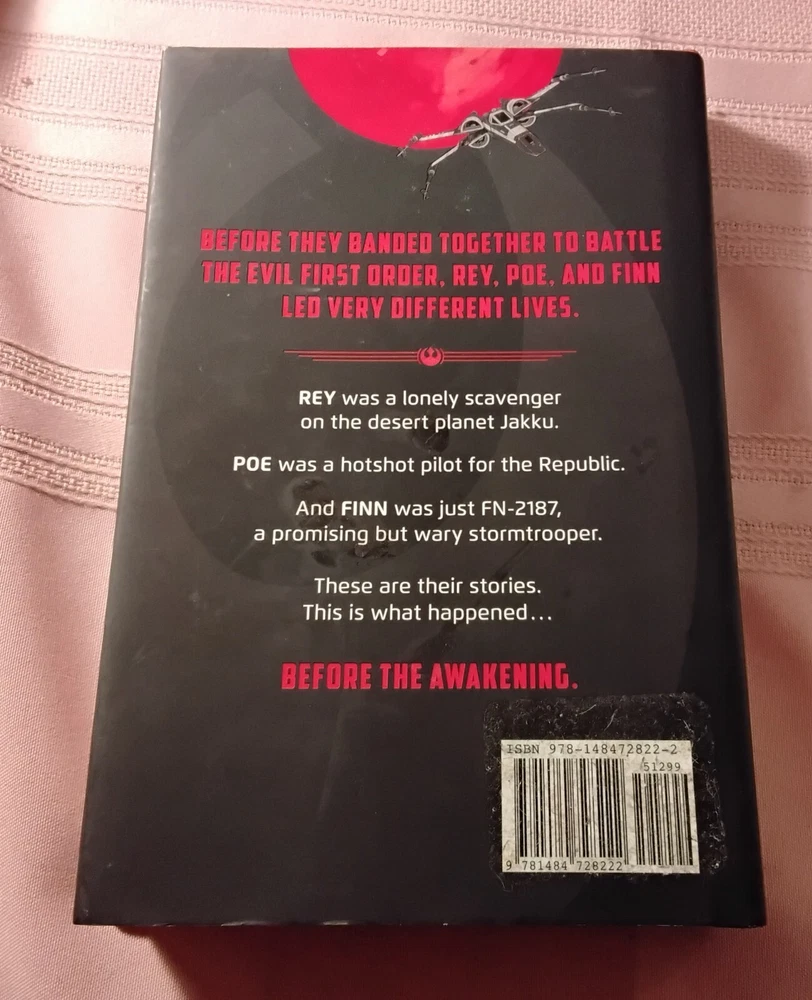 BEFORE THEY BANDED TOGETHER TO BATTLE
THE EVIL FIRST ORDER, REY, POE, AND FINN
LED VERY DIFFERENT LIVES.
REY was a lonely scavenger
on the desert planet Jakku.
POE was a hotshot pilot for the Republic.
And FINN was just FN-2187,
a promising but wary stormtrooper.
These are their stories.
This is what happened...
BEFORE THE AWAKENING.
ISBN 978-148472822-2
51299
9 781484 728222